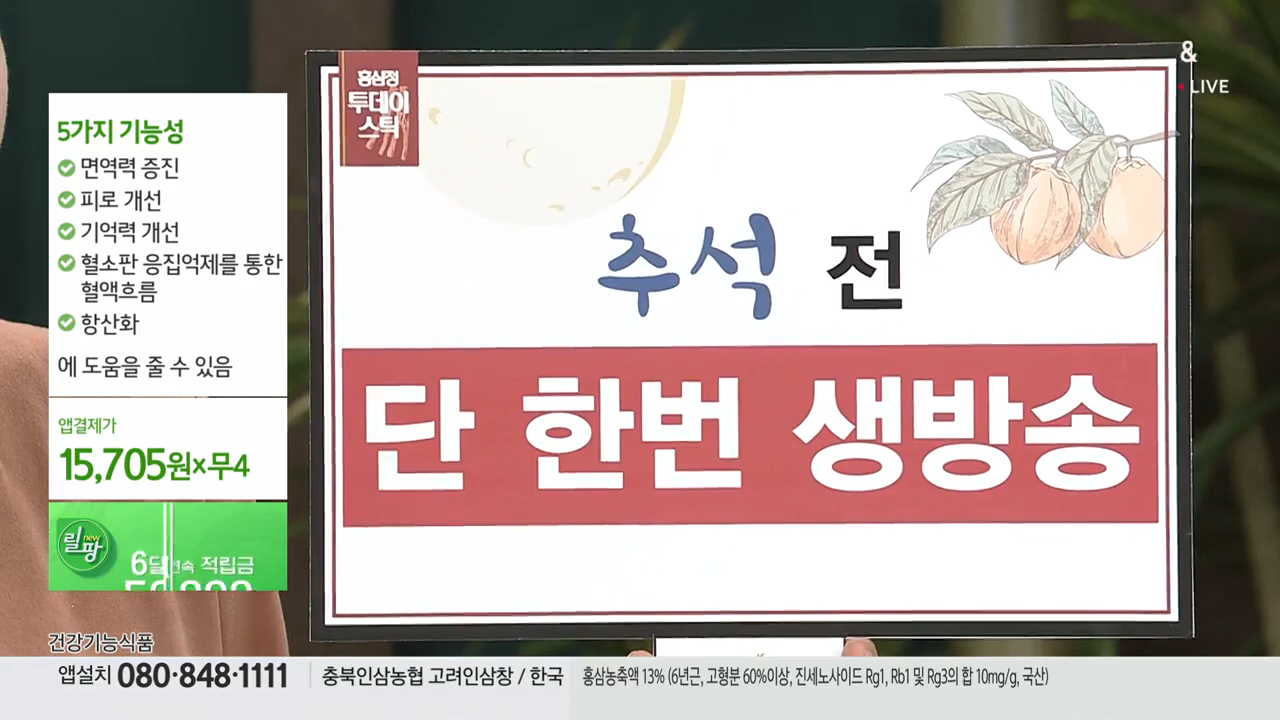 5가지 기능성
면역력 증진
피로 개선
기억력 개선
혈소판 응집억제를 통한
혈액흐름
항산화
에 도움을 줄 수 있음
앱결제가
15,705원x무4
릴팡 new
6달 연속 적립금
홍삼정
투데이
스틱
추석 전
단 한번 생방송
&
LIVE
건강기능식품
앱설치 080·848·1111
충북인삼농협 고려인삼창 / 한국
홍삼농축액 13% (6년근, 고형분 60%이상, 진세노사이드 Rg1, Rb1 및 Rg3의 합 10mg/g, 국산)